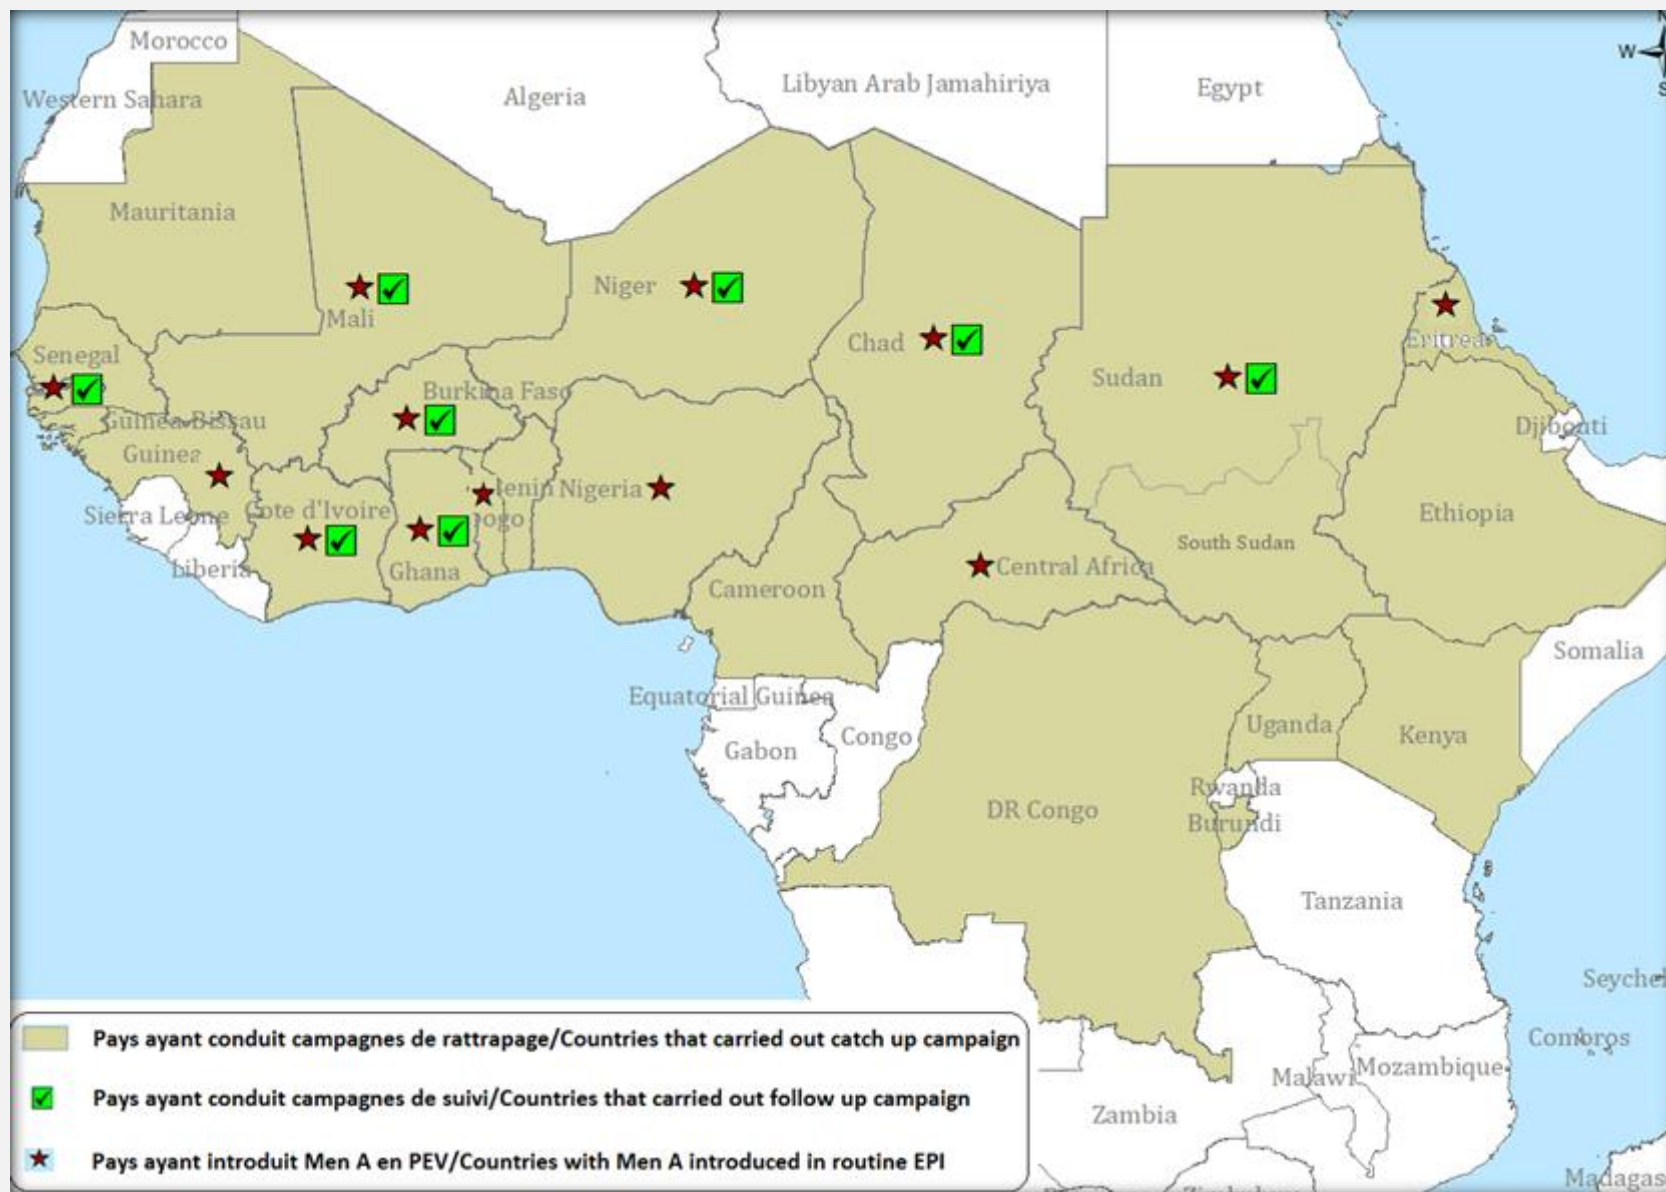 Morocco
W
Western Sahara
Algeria
Libyan Arab Jamahiriya
Egypt
Mauritania
Mali
Niger
Chad
Sudan
Eritrea
Senegal
Burkina Faso
Guinea-Bissau
Guinea
Djibouti
Sierra Leone
Cote d'Ivoire
enin
Nigeria
ogo
Ethiopia
Liberia
Ghana
South Sudan
Central Africa
Cameroon
Somalia
Equatorial Guinea
Gabon
Congo
Uganda
Kenya
Rwanda
DR Congo
Burundi
Tanzania
Seychel
Comoros
Malawi
Mozambique
Zambia
Madagas
Pays ayant conduit campagnes de rattrapage/Countries that carried out catch up campaign
Pays ayant conduit campagnes de suivi/Countries that carried out follow up campaign
Pays ayant introduit Men A en PEV/Countries with Men A introduced in routine EPI